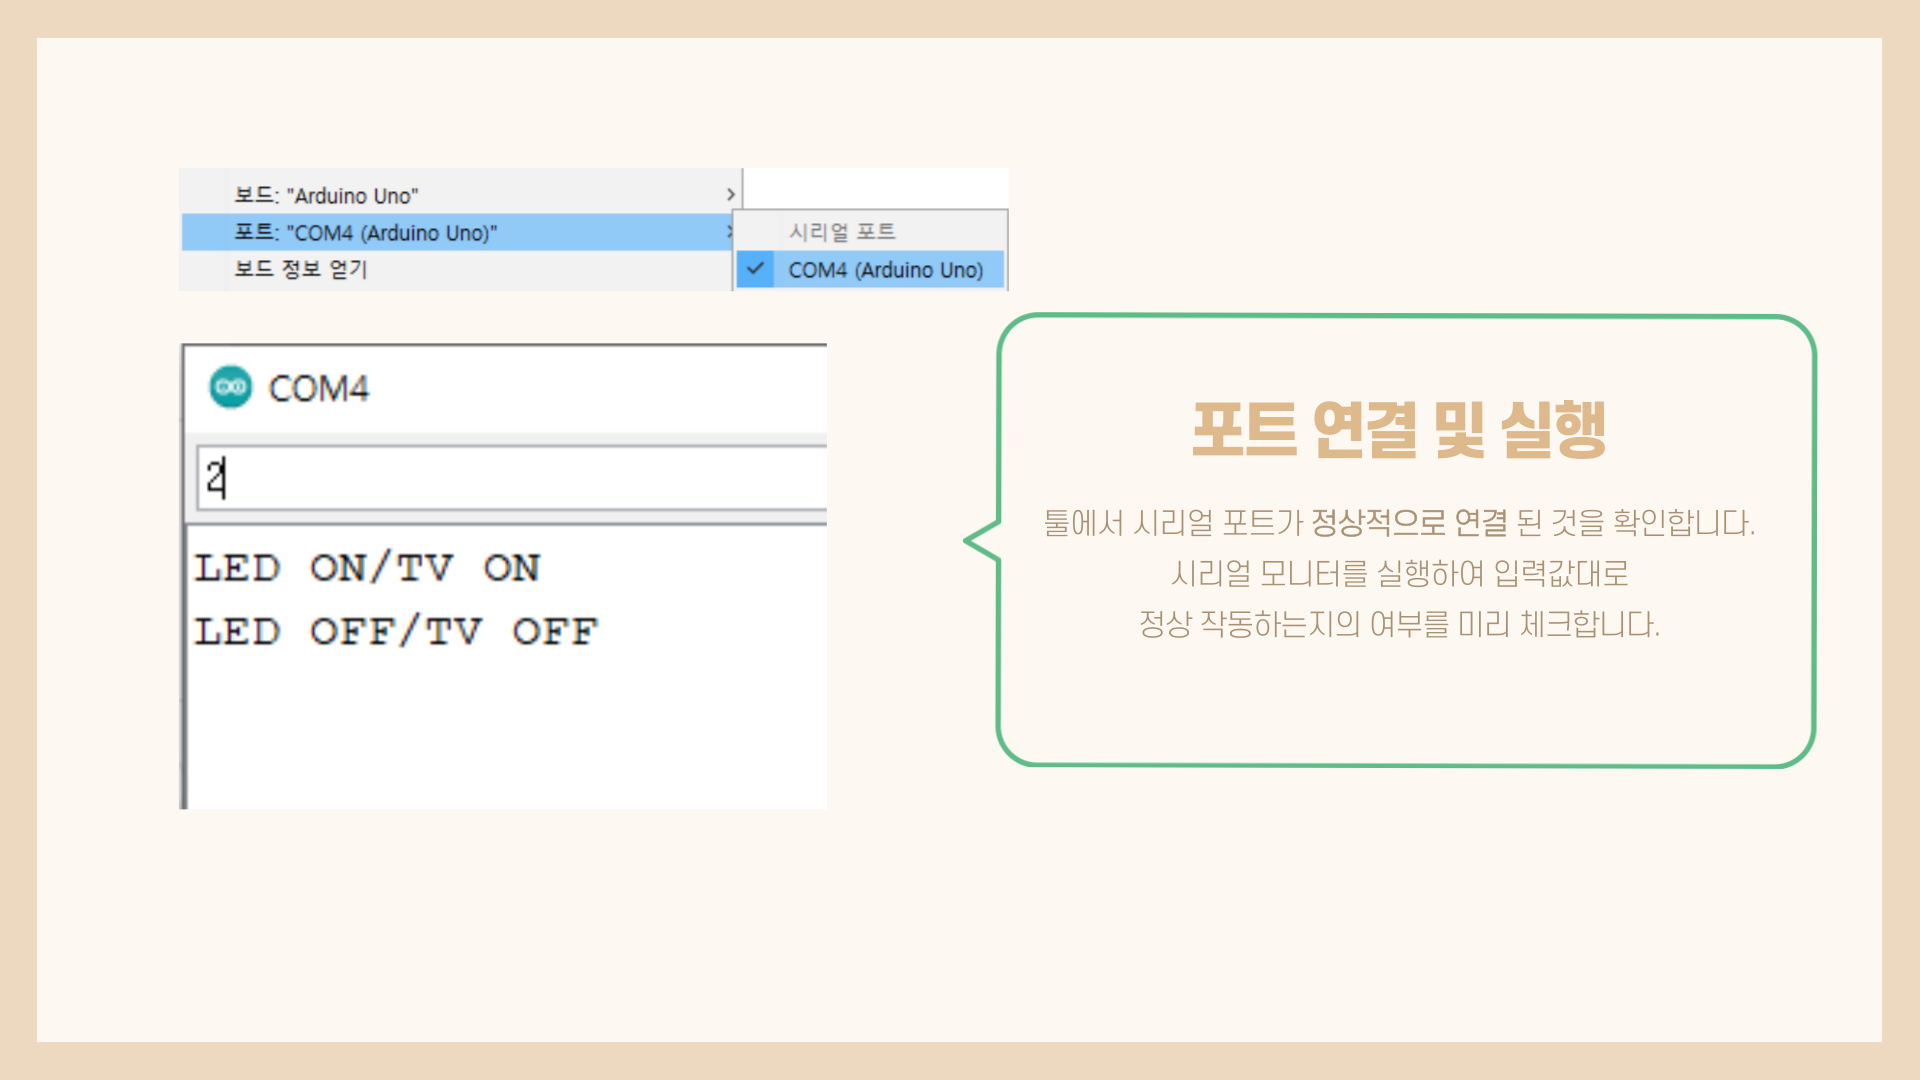 보드: "Arduino Uno"
포트: "COM4 (Arduino Uno)"
보드 정보 얻기
시리얼 포트
COM4 (Arduino Uno)
COM4
2
LED ON/TV ON
LED OFF/TV OFF
포트 연결 및 실행
툴에서 시리얼 포트가 정상적으로 연결 된 것을 확인합니다.
시리얼 모니터를 실행하여 입력값대로
정상 작동하는지의 여부를 미리 체크합니다.